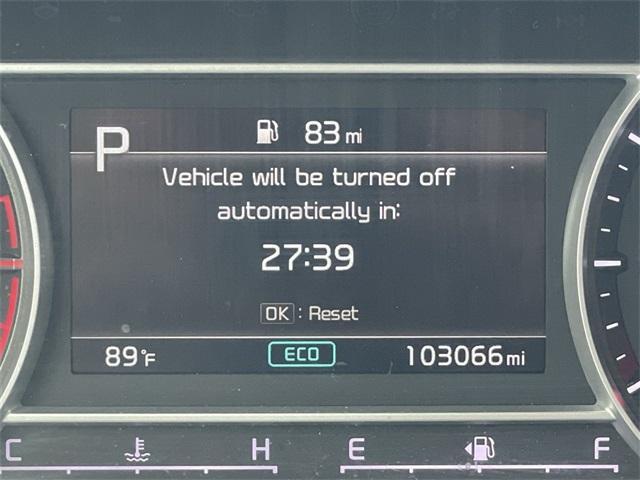 P
83 mi
Vehicle will be turned off
automatically in:
27:39
OK : Reset
89°F
ECO
103066 mi
C H E F